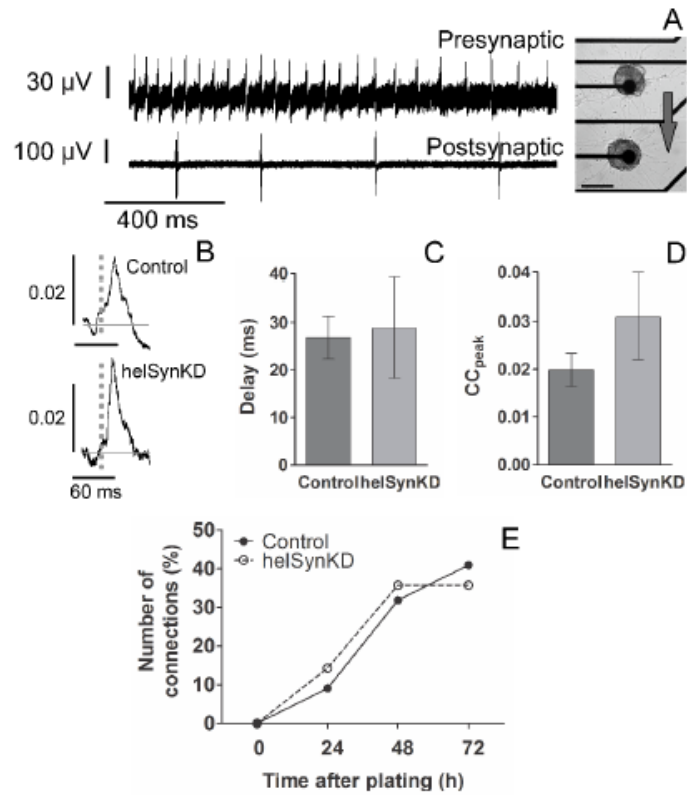 A
Presynaptic
30 µV
100 µV
Postsynaptic
400 ms
B
Control
0.02
helSynKD
0.02
60 ms
C
Delay (ms)
40
30
20
10
0
Control helSynKD
D
CCpeak
0.04
0.03
0.02
0.01
0.00
Control helSynKD
E
Control
helSynKD
Number of
connections (%)
50
40
30
20
10
0
0 24 48 72
Time after plating (h)